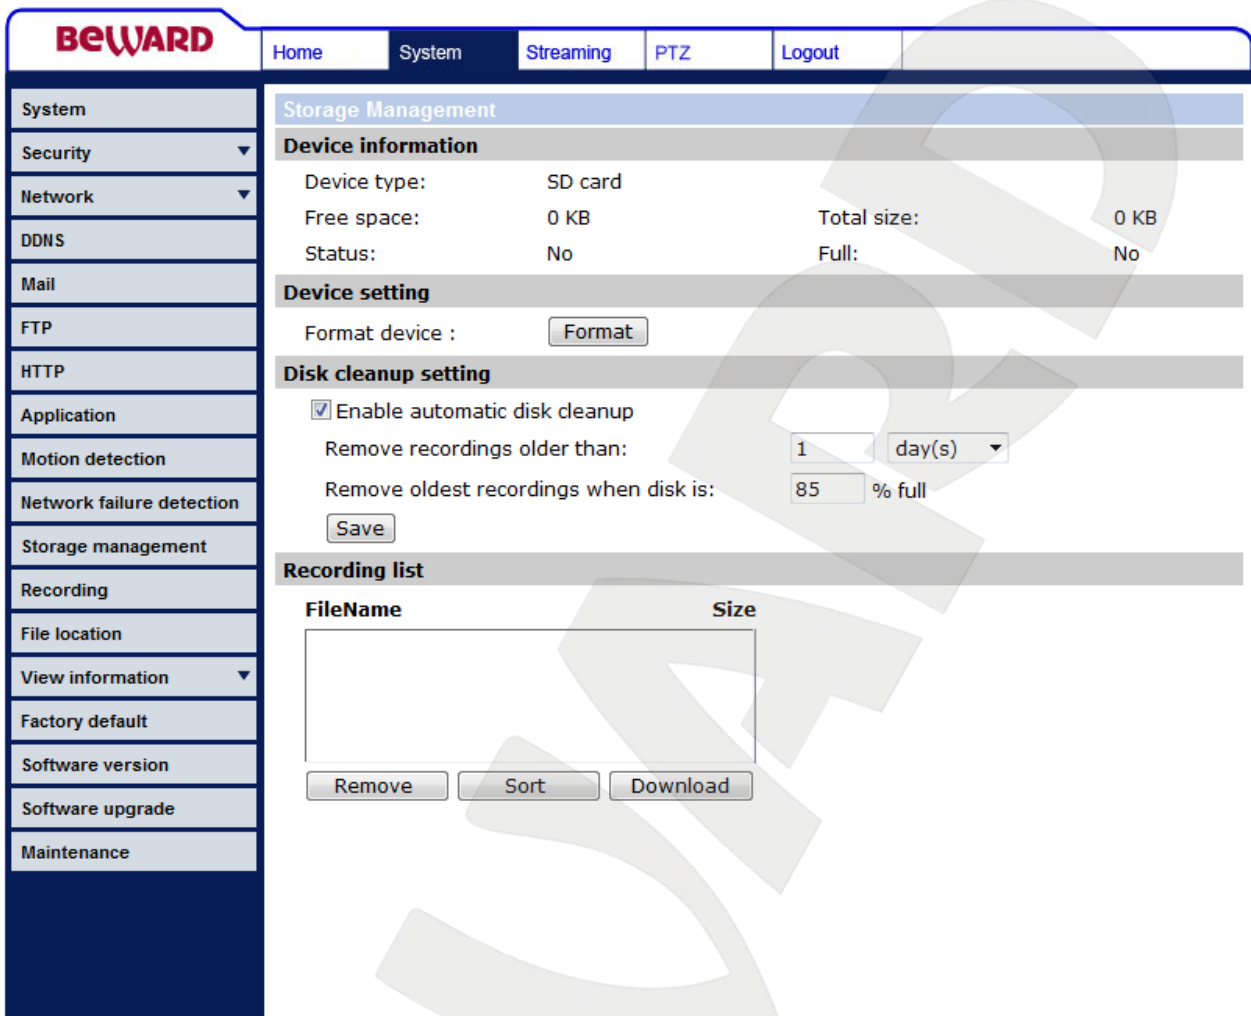 BEWARD
Home System Streaming PTZ Logout
System
Security
Network
DDNS
Mail
FTP
HTTP
Application
Motion detection
Network failure detection
Storage management
Recording
File location
View information
Factory default
Software version
Software upgrade
Maintenance
Storage Management
Device information
Device type: SD card
Free space: 0 KB Total size: 0 KB
Status: No Full: No
Device setting
Format device : Format
Disk cleanup setting
Enable automatic disk cleanup
Remove recordings older than: 1 day(s)
Remove oldest recordings when disk is: 85 % full
Save
Recording list
FileName Size
Remove Sort Download